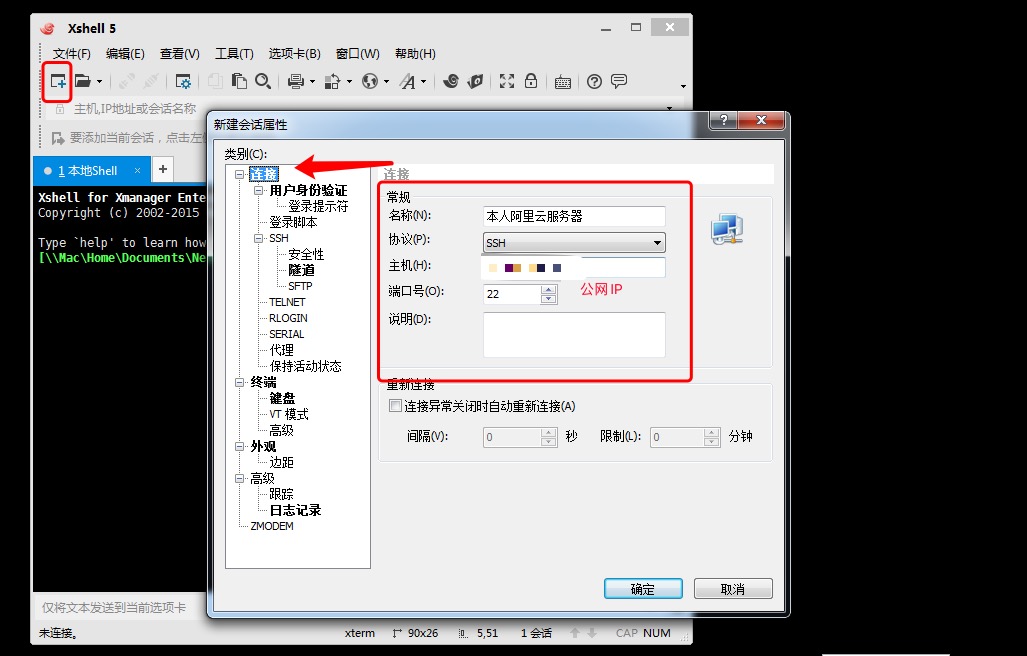 Xshell 5
文件(F) 编辑(E) 查看(V) 工具(T) 选项卡(B) 窗口(W) 帮助(H)
主机,IP地址或会话名称
要添加当前会话，点击左
1 本地Shell × +
Xshell for Xmanager Ente
Copyright (c) 2002-2015
Type `help' to learn how
[\\Mac\Home\Documents\Ne
新建会话属性
类别(C):
连接
用户身份验证
登录提示符
登录脚本
SSH
安全性
隧道
SFTP
TELNET
RLOGIN
SERIAL
代理
保持活动状态
终端
键盘
VT 模式
高级
外观
边距
高级
跟踪
日志记录
ZMODEM
连接
常规
名称(N): 本人阿里云服务器
协议(P): SSH
主机(H):
端口号(O): 22 公网IP
说明(D):
重新连接
连接异常关闭时自动重新连接(A)
间隔(V): 0 秒 限制(L): 0 分钟
确定 取消
仅将文本发送到当前选项卡
未连接。 xterm 90x26 5,51 1 会话 CAP NUM